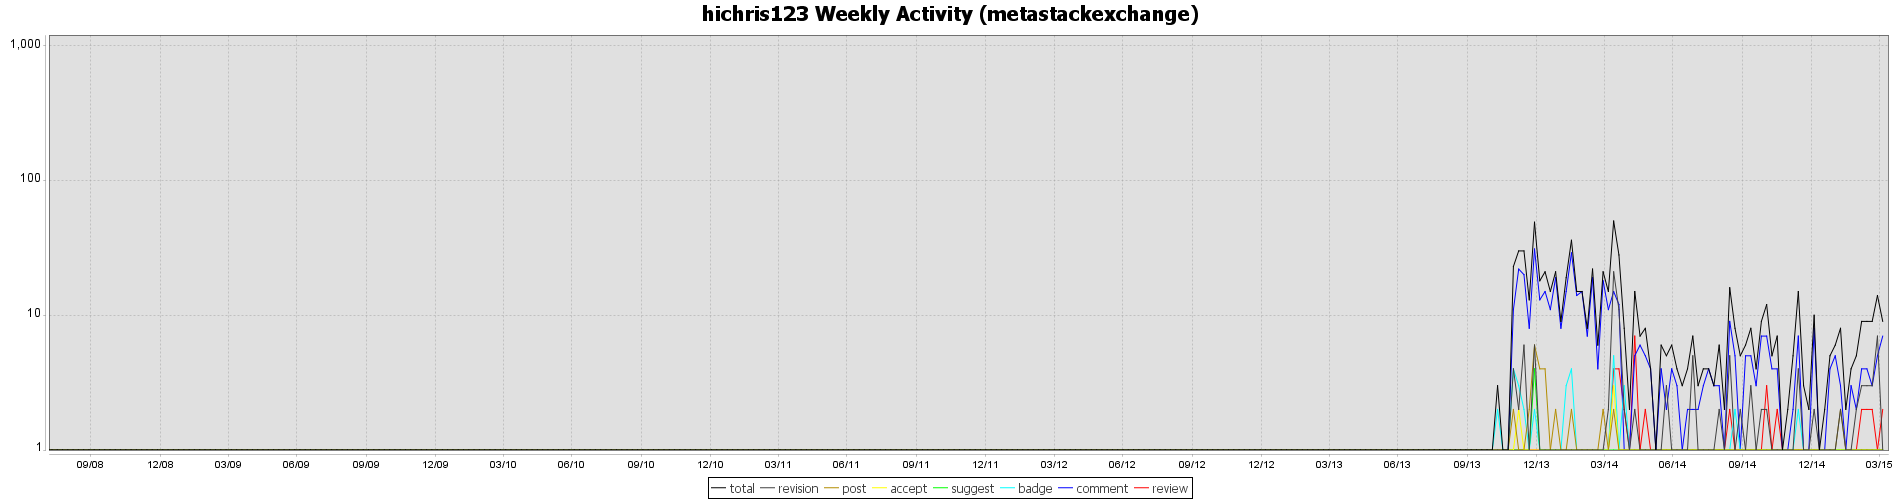 hichris123 Weekly Activity (metastackexchange)
1,000
100
10
1
09/08 12/08 03/09 06/09 09/09 12/09 03/10 06/10 09/10 12/10 03/11 06/11 09/11 12/11 03/12 06/12 09/12 12/12 03/13 06/13 09/13 12/13 03/14 06/14 09/14 12/14 03/15
total revision post accept suggest badge comment review